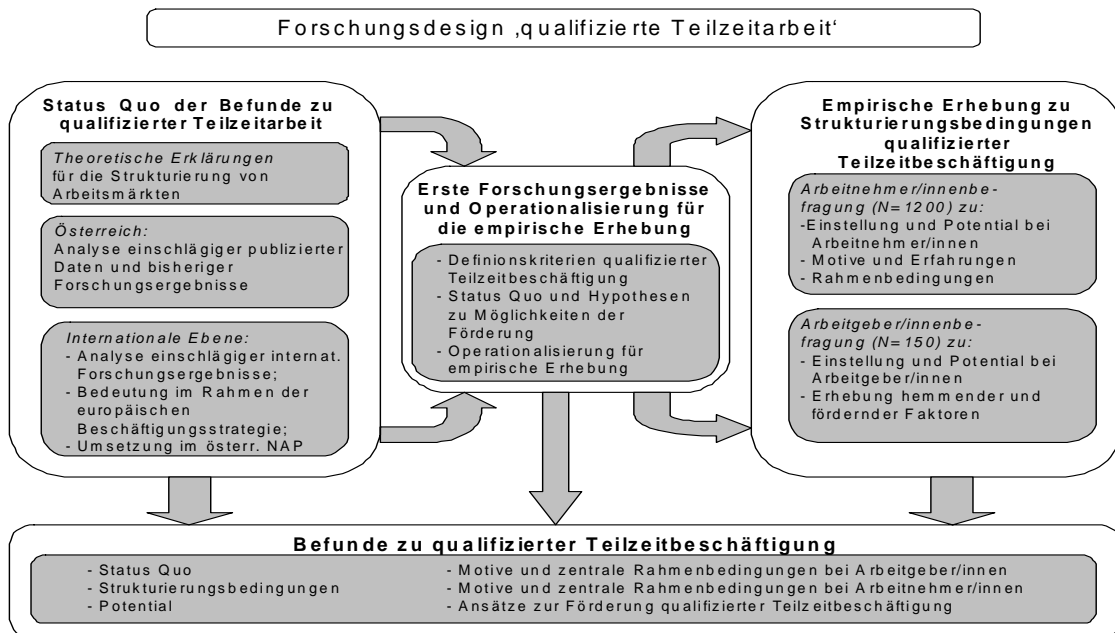 Forschungsdesign ‚qualifizierte Teilzeitarbeit'
Status Quo der Befunde zu
qualifizierter Teilzeitarbeit
Theoretische Erklärungen
für die Strukturierung von
Arbeitsmärkten
Österreich:
Analyse einschlägiger publizierter
Daten und bisheriger
Forschungsergebnisse
Internationale Ebene:
- Analyse einschlägiger internat.
Forschungsergebnisse;
- Bedeutung im Rahmen der
europäischen
Beschäftigungsstrategie;
- Umsetzung im österr. NAP
Erste Forschungsergebnisse
und Operationalisierung für
die empirische Erhebung
- Definionskriterien qualifizierter
Teilzeitbeschäftigung
- Status Quo und Hypothesen
zu Möglichkeiten der
Förderung
- Operationalisierung für
empirische Erhebung
Empirische Erhebung zu
Strukturierungsbedingungen
qualifizierter
Teilzeitbeschäftigung
Arbeitnehmer/innenbe-
fragung (N=1200) zu:
-Einstellung und Potential bei
Arbeitnehmer/innen
- Motive und Erfahrungen
- Rahmenbedingungen
Arbeitgeber/innenbe-
fragung (N=150) zu:
- Einstellung und Potential bei
Arbeitgeber/innen
- Erhebung hemmender und
fördernder Faktoren
Befunde zu qualifizierter Teilzeitbeschäftigung
- Status Quo
- Strukturierungsbedingungen
- Potential
- Motive und zentrale Rahmenbedingungen bei Arbeitgeber/innen
- Motive und zentrale Rahmenbedingungen bei Arbeitnehmer/innen
- Ansätze zur Förderung qualifizierter Teilzeitbeschäftigung